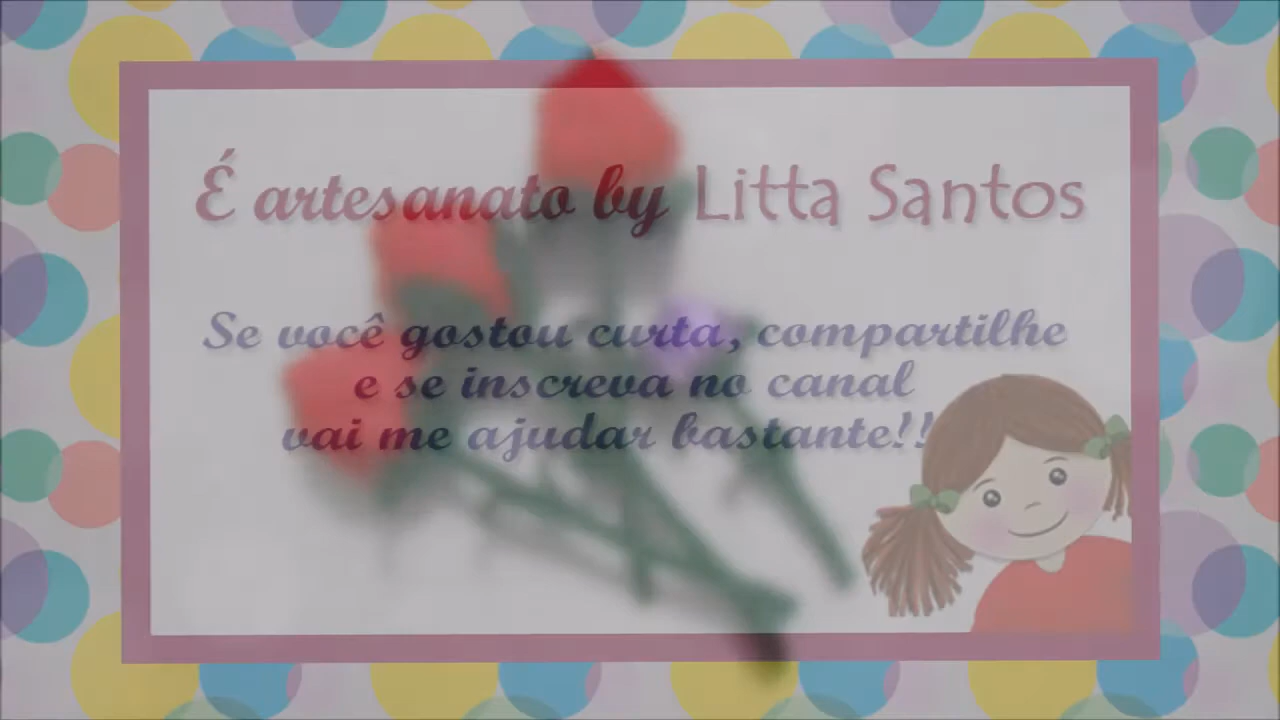 É artesanato by Litta Santos
Se você gostou curta, compartilhe
e se inscreva no canal
vai me ajudar bastante!!